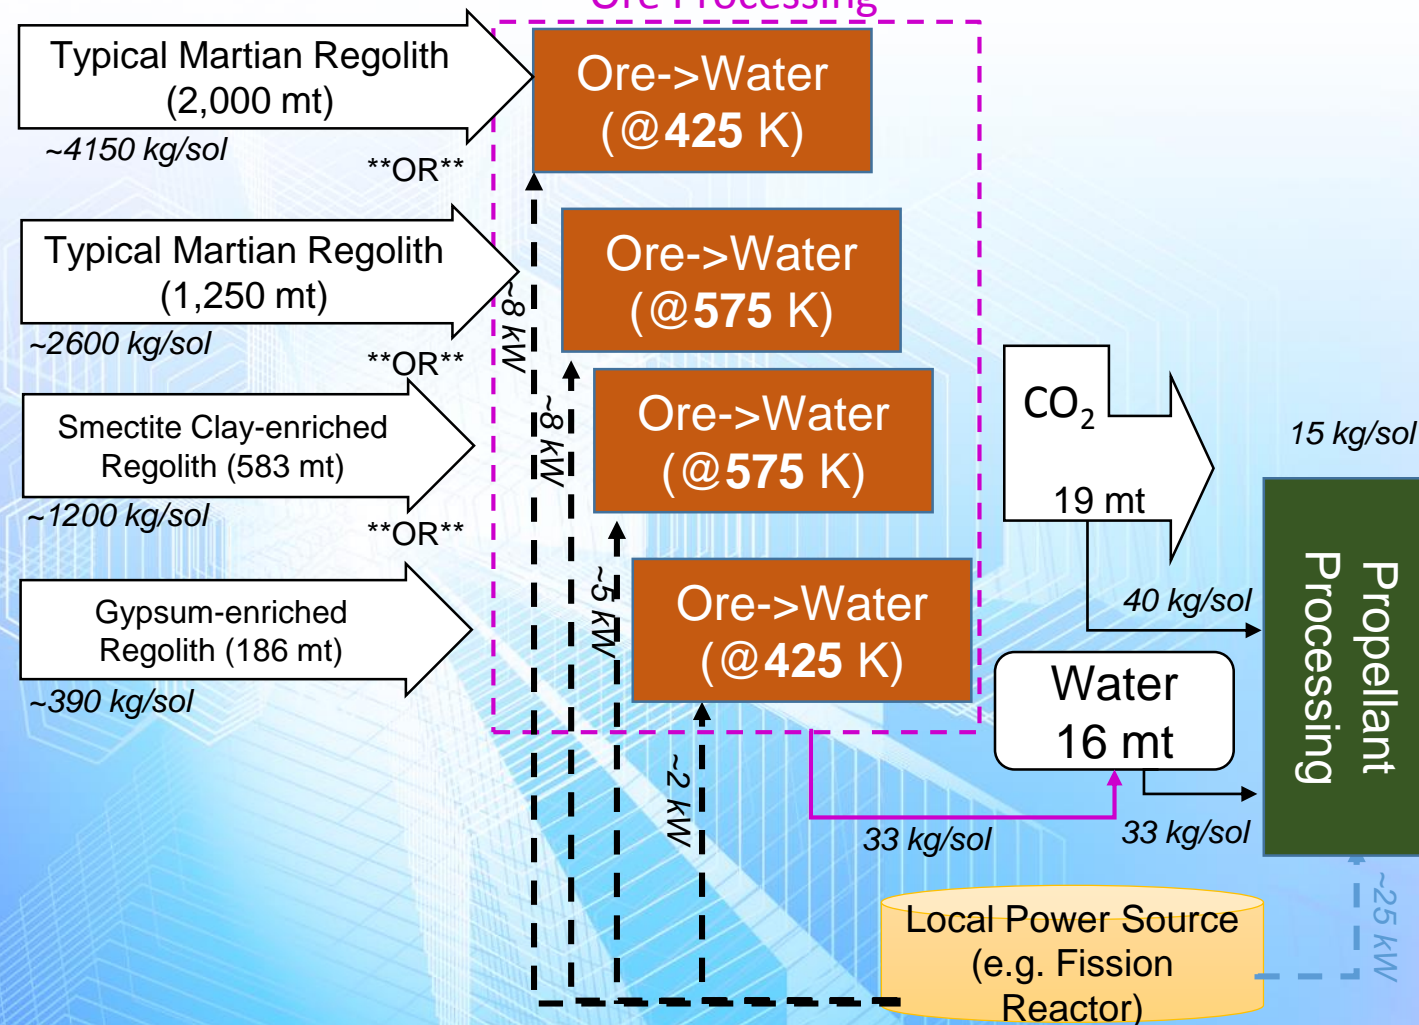 Ore Processing
Typical Martian Regolith
(2,000 mt)
~4150 kg/sol
**OR**
Ore->Water
(@425 K)
Typical Martian Regolith
(1,250 mt)
~2600 kg/sol
**OR**
~8 kW
Ore->Water
(@575 K)
~8 kW
Smectite Clay-enriched
Regolith (583 mt)
~1200 kg/sol
**OR**
Ore->Water
(@575 K)
~5 kW
Gypsum-enriched
Regolith (186 mt)
~390 kg/sol
Ore->Water
(@425 K)
~2 kW
CO2
19 mt
15 kg/sol
40 kg/sol
Water
16 mt
33 kg/sol
33 kg/sol
Propellant
Processing
~25 kW
Local Power Source
(e.g. Fission
Reactor)